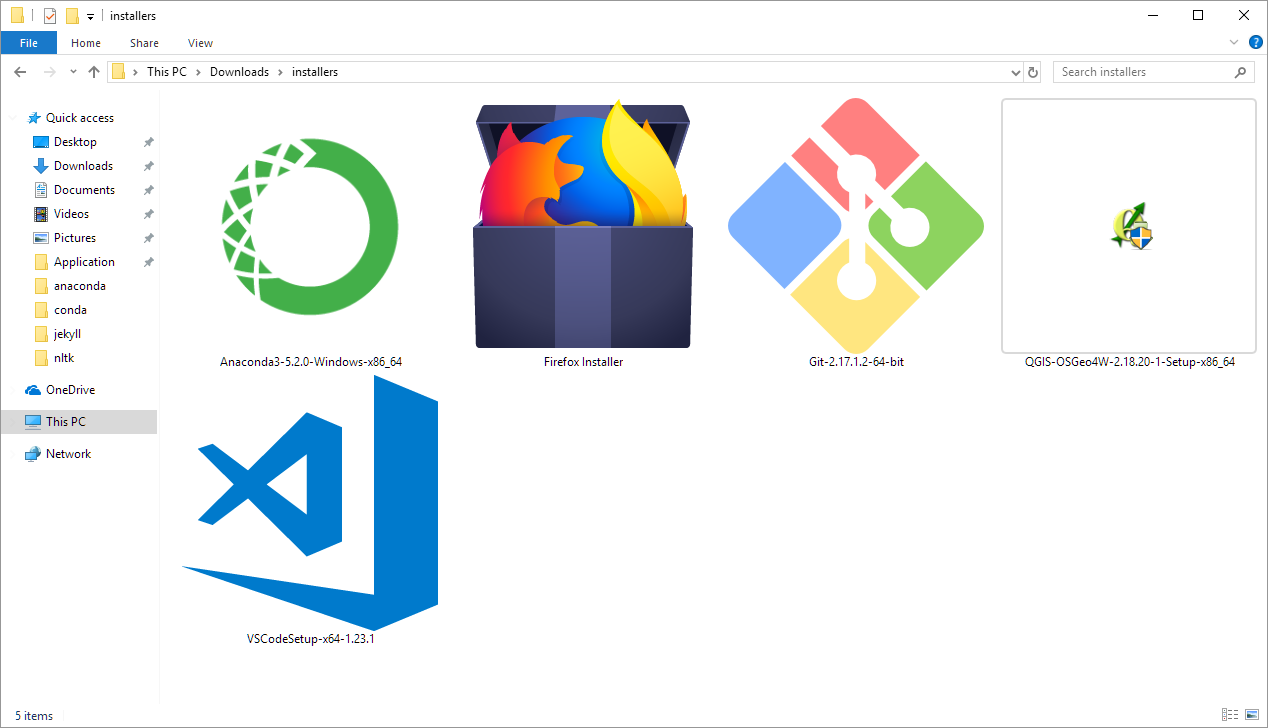 installers
File Home Share View
?
This PC > Downloads > installers
Search installers
Quick access
Desktop
Downloads
Documents
Videos
Pictures
Application
anaconda
conda
jekyll
nltk
OneDrive
This PC
Network
Anaconda3-5.2.0-Windows-x86_64
Firefox Installer
Git-2.17.1.2-64-bit
QGIS-OSGeo4W-2.18.20-1-Setup-x86_64
VSCodeSetup-x64-1.23.1
5 items